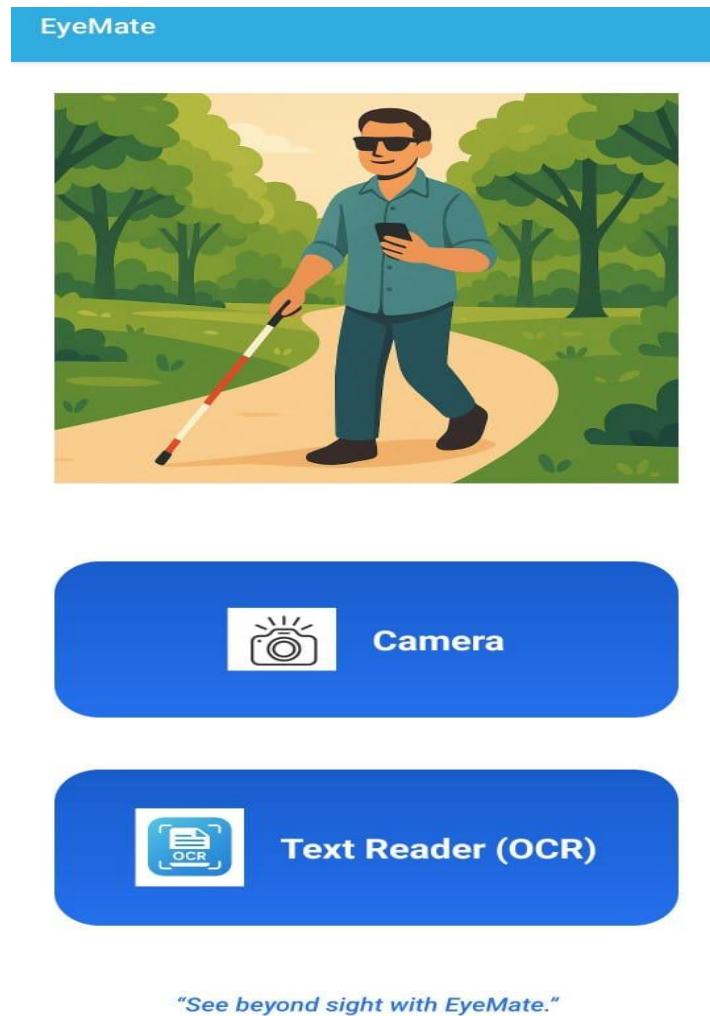 EyeMate
Camera
OCR
Text Reader (OCR)
“See beyond sight with EyeMate.”